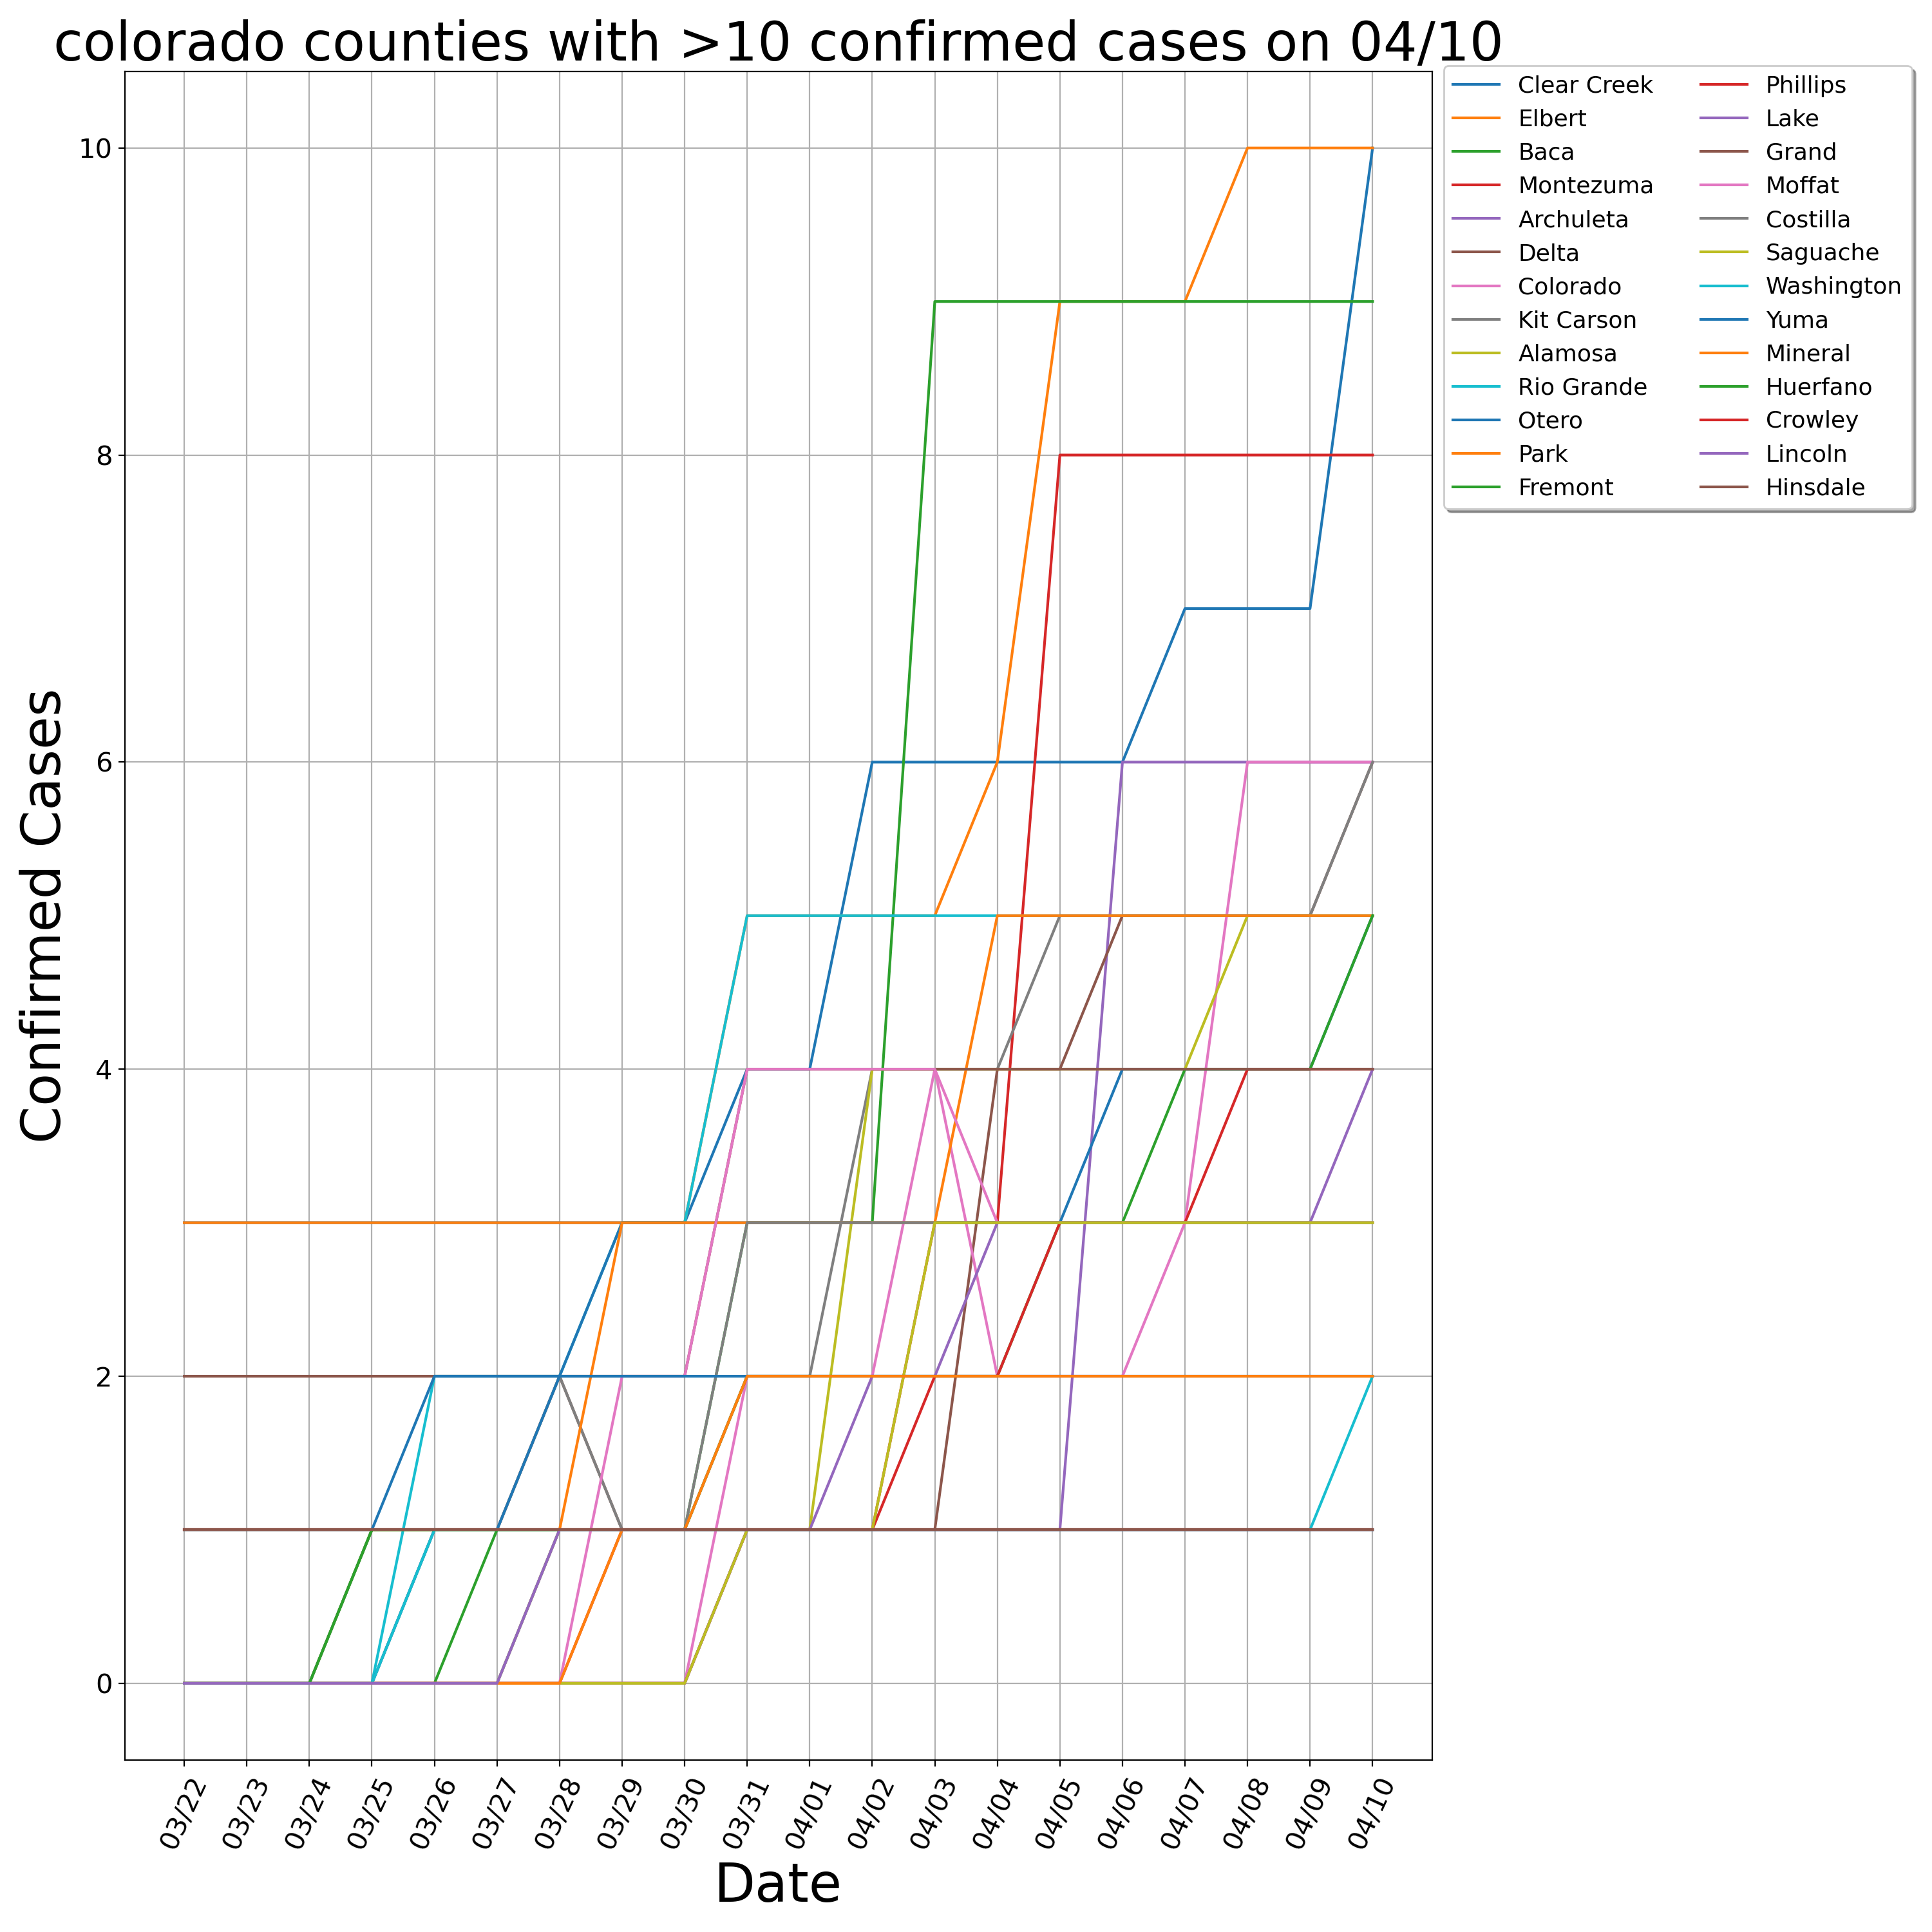 colorado counties with >10 confirmed cases on 04/10
Clear Creek
Elbert
Baca
Montezuma
Archuleta
Delta
Colorado
Kit Carson
Alamosa
Rio Grande
Otero
Park
Fremont
Phillips
Lake
Grand
Moffat
Costilla
Saguache
Washington
Yuma
Mineral
Huerfano
Crowley
Lincoln
Hinsdale
Confirmed Cases
10
8
6
4
2
0
03/22
03/23
03/24
03/25
03/26
03/27
03/28
03/29
03/30
03/31
04/01
04/02
04/03
04/04
04/05
04/06
04/07
04/08
04/09
04/10
Date